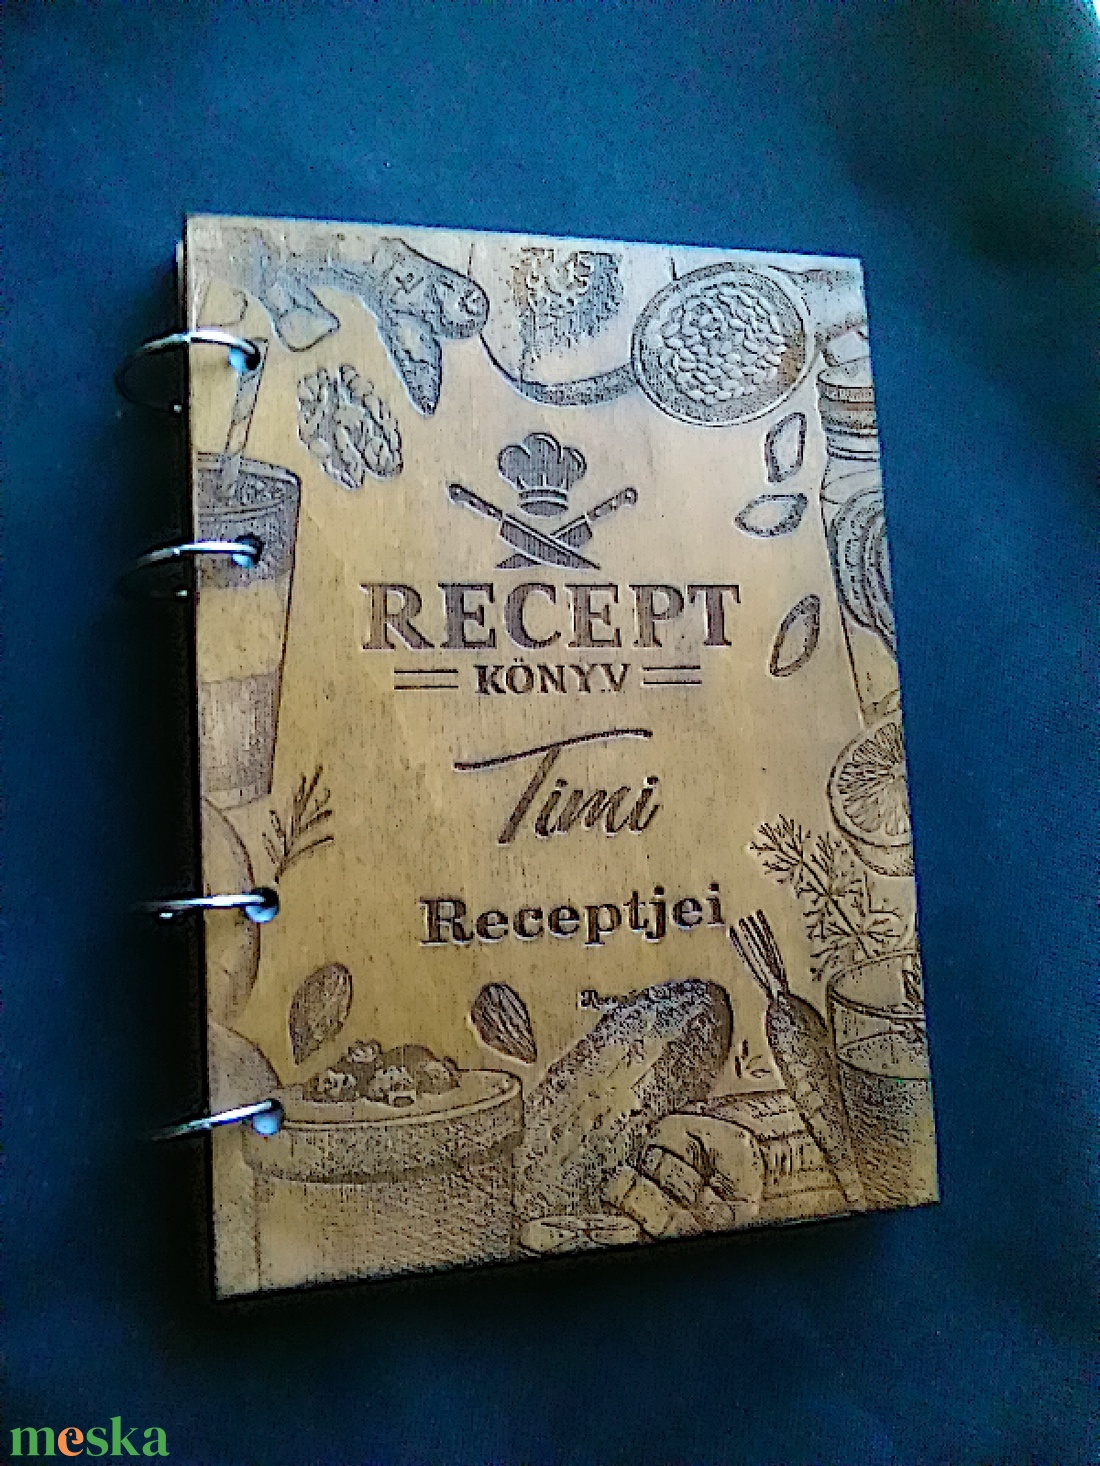 RECEPT
KÖNYV
Timi
Receptjei
meska